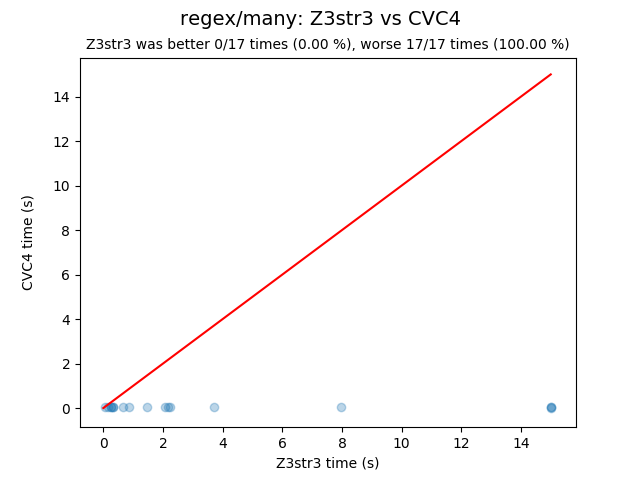 regex/many: Z3str3 vs CVC4
Z3str3 was better 0/17 times (0.00 %), worse 17/17 times (100.00 %)
14
12
10
8
6
4
2
0
CVC4 time (s)
0 2 4 6 8 10 12 14
Z3str3 time (s)